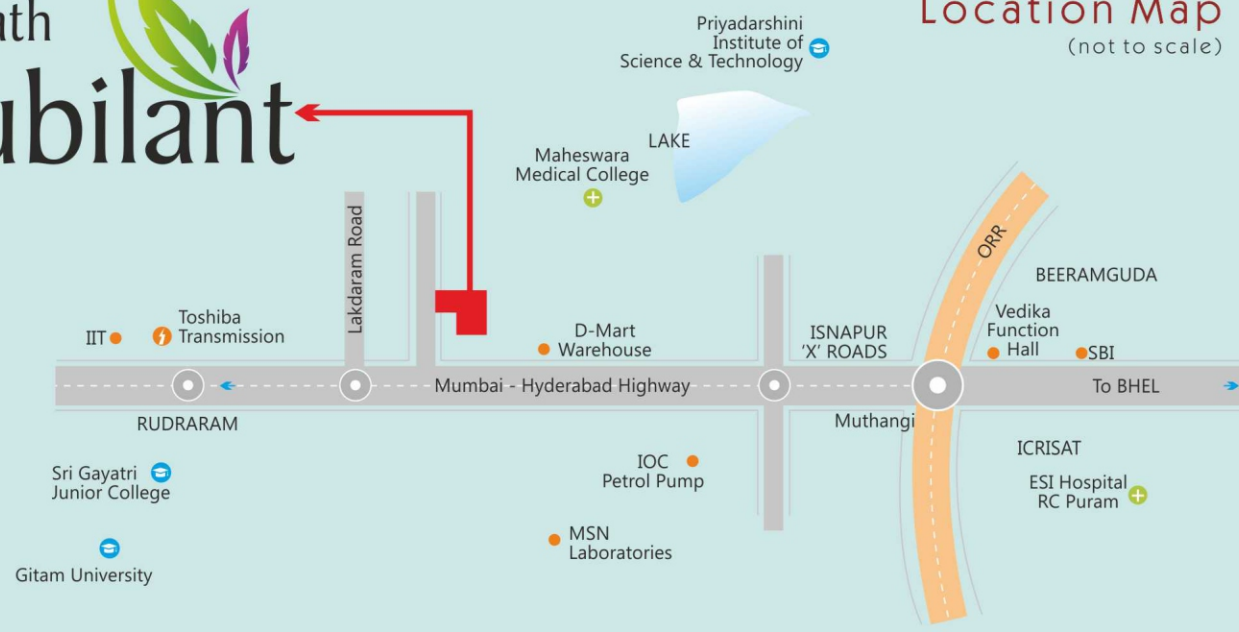 Location Map
(not to scale)
Priyadarshini
Institute of
Science & Technology
LAKE
Maheswara
Medical College
Lakdaram Road
ORR
BEERAMGUDA
IIT
Toshiba
Transmission
D-Mart
Warehouse
ISNAPUR
'X' ROADS
Vedika
Function
Hall
SBI
Mumbai - Hyderabad Highway
To BHEL
RUDRARAM
Muthangi
Sri Gayatri
Junior College
IOC
Petrol Pump
ICRISAT
ESI Hospital
RC Puram
MSN
Laboratories
Gitam University